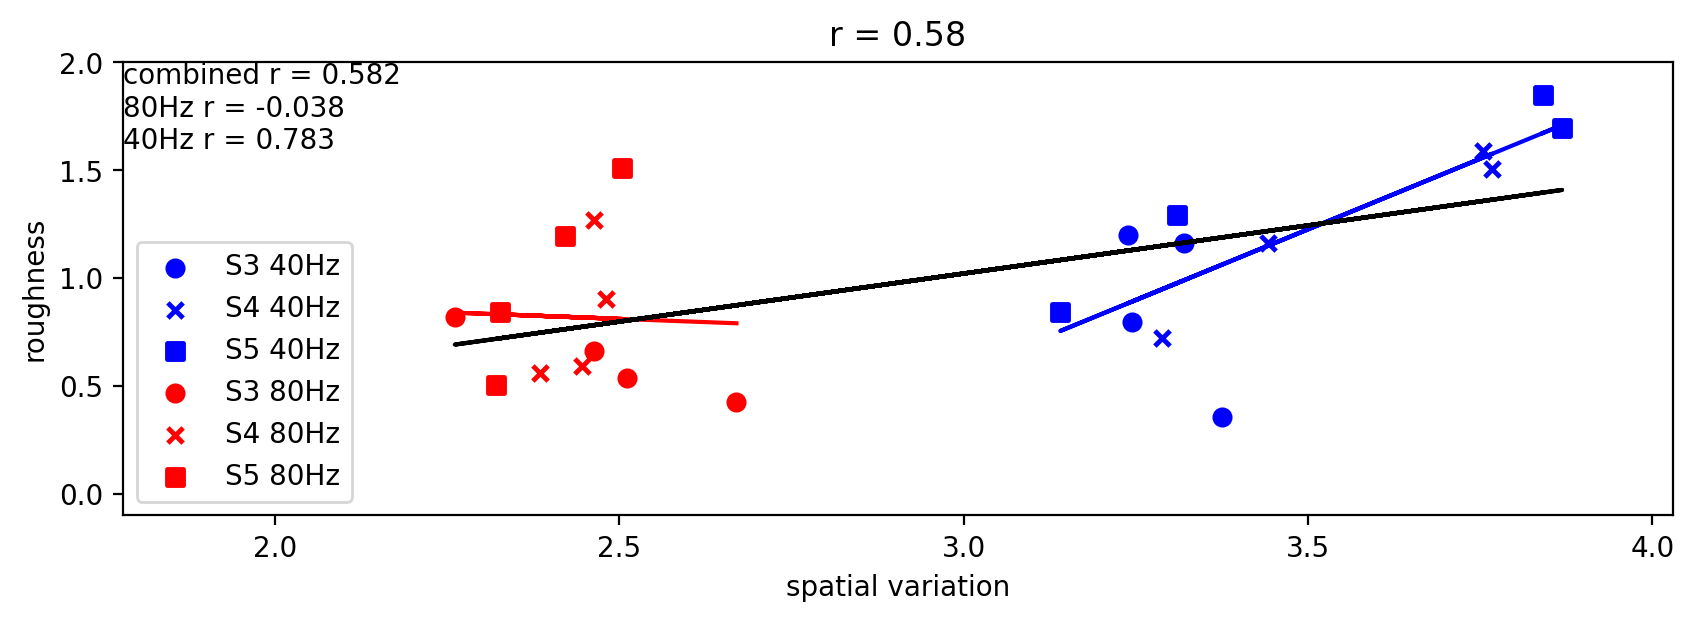 r = 0.58
combined r = 0.582
80Hz r = -0.038
40Hz r = 0.783
2.0
1.5
1.0
0.5
0.0
roughness
S3 40Hz
S4 40Hz
S5 40Hz
S3 80Hz
S4 80Hz
S5 80Hz
2.0 2.5 3.0 3.5 4.0
spatial variation